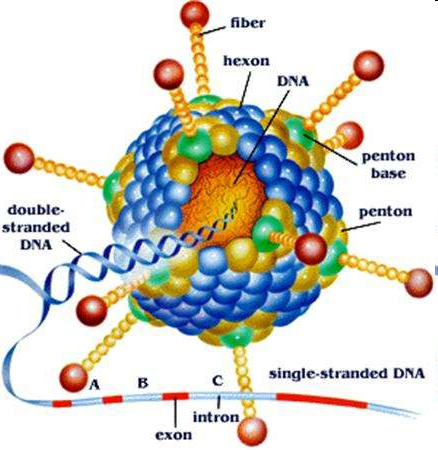 fiber
hexon
DNA
penton
base
penton
double-
stranded
DNA
A B C
single-stranded DNA
intron
exon